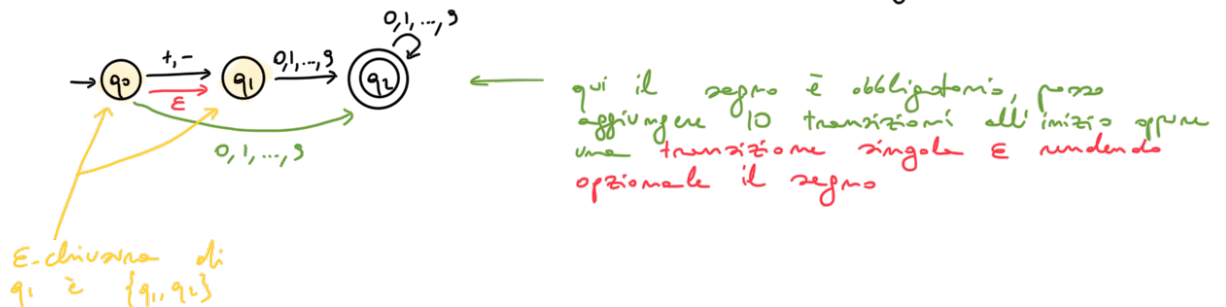 0,1,...,9
+,-
0,1,...,9
q0
q1
q2
ε
0,1,...,9
qui il segno è obbligatorio, posso
aggiungere 10 transizioni all'inizio oppure
una transizione singola ε rendendo
opzionale il segno
ε-chiusura di
q1 è {q1, q2}